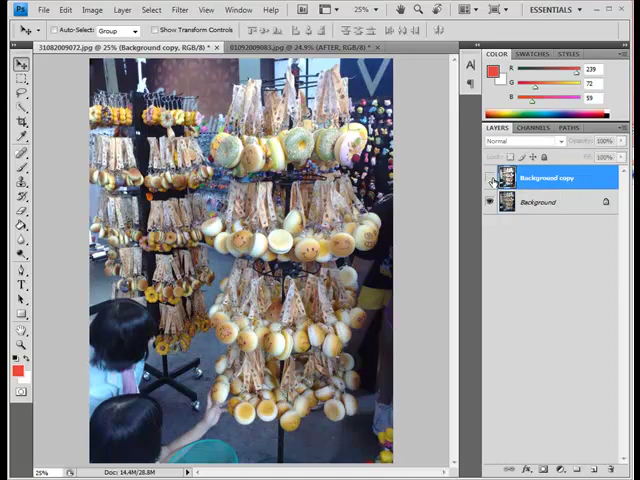 Ps File Edit Image Layer Select Filter View Window Help 25% ESSENTIALS
Auto-Select: Group Show Transform Controls
31082009072.jpg @ 25% (Background copy, RGB/8) * × 01092009083.jpg @ 24.9% (AFTER, RGB/8) * ×
COLOR SWATCHES STYLES
R 239
G 72
B 59
LAYERS CHANNELS PATHS
Normal Opacity: 100%
Lock: Fill: 100%
Background copy
Background
25% Doc: 14.4M/28.8M